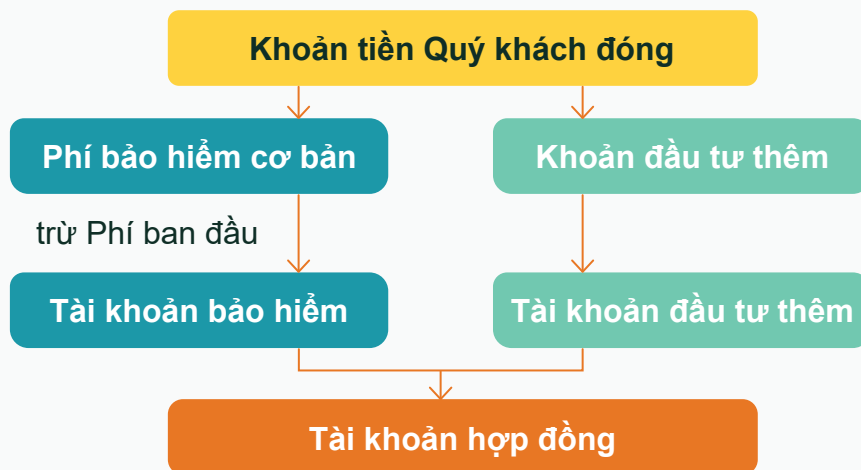 Khoản tiền Quý khách đóng
Phí bảo hiểm cơ bản
Khoản đầu tư thêm
trừ Phí ban đầu
Tài khoản bảo hiểm
Tài khoản đầu tư thêm
Tài khoản hợp đồng